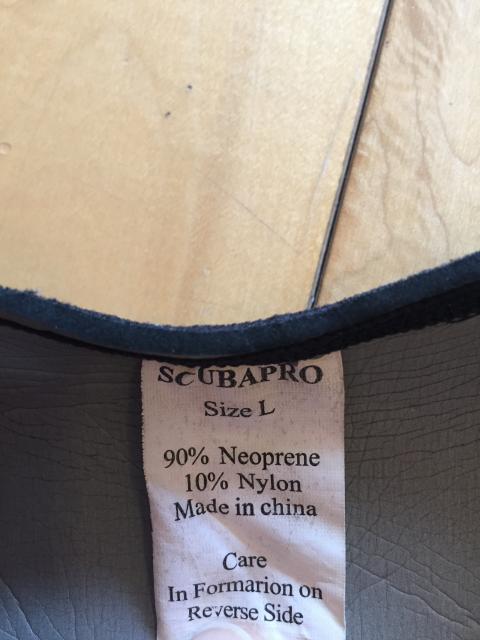 SCUBAPRO
Size L
90% Neoprene
10% Nylon
Made in china
Care
In Formarion on
Reverse Side